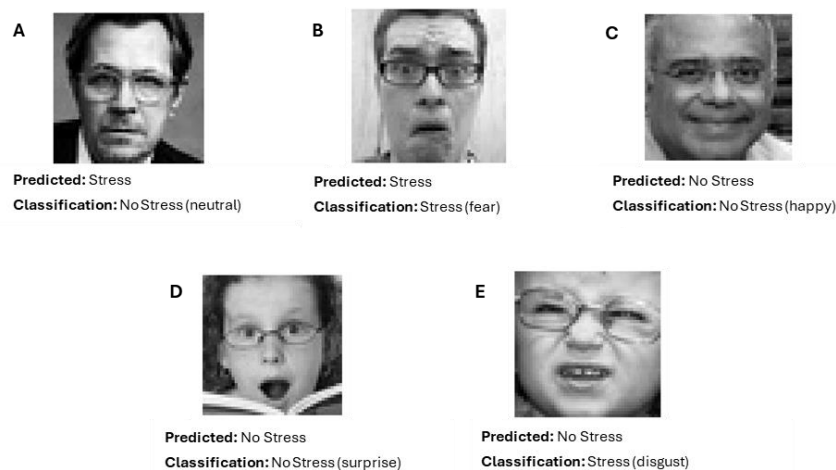 A
B
C
Predicted: Stress
Classification: No Stress (neutral)
Predicted: Stress
Classification: Stress (fear)
Predicted: No Stress
Classification: No Stress (happy)
D
E
Predicted: No Stress
Classification: No Stress (surprise)
Predicted: No Stress
Classification: Stress (disgust)